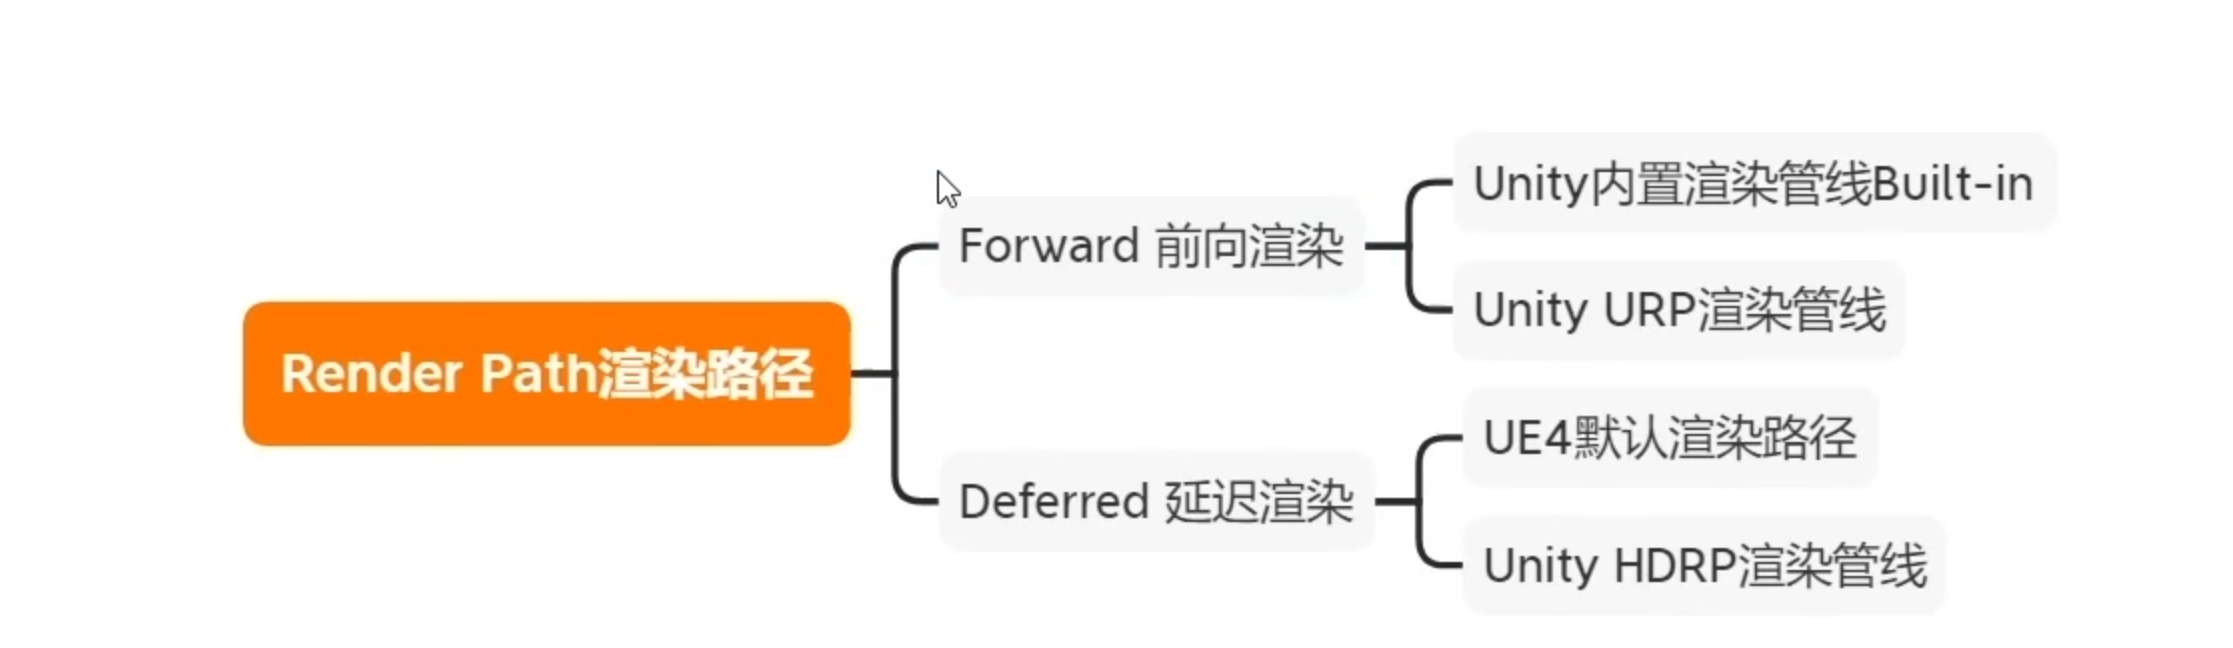 Render Path渲染路径
Forward 前向渲染
Unity内置渲染管线Built-in
Unity URP渲染管线
Deferred 延迟渲染
UE4默认渲染路径
Unity HDRP渲染管线